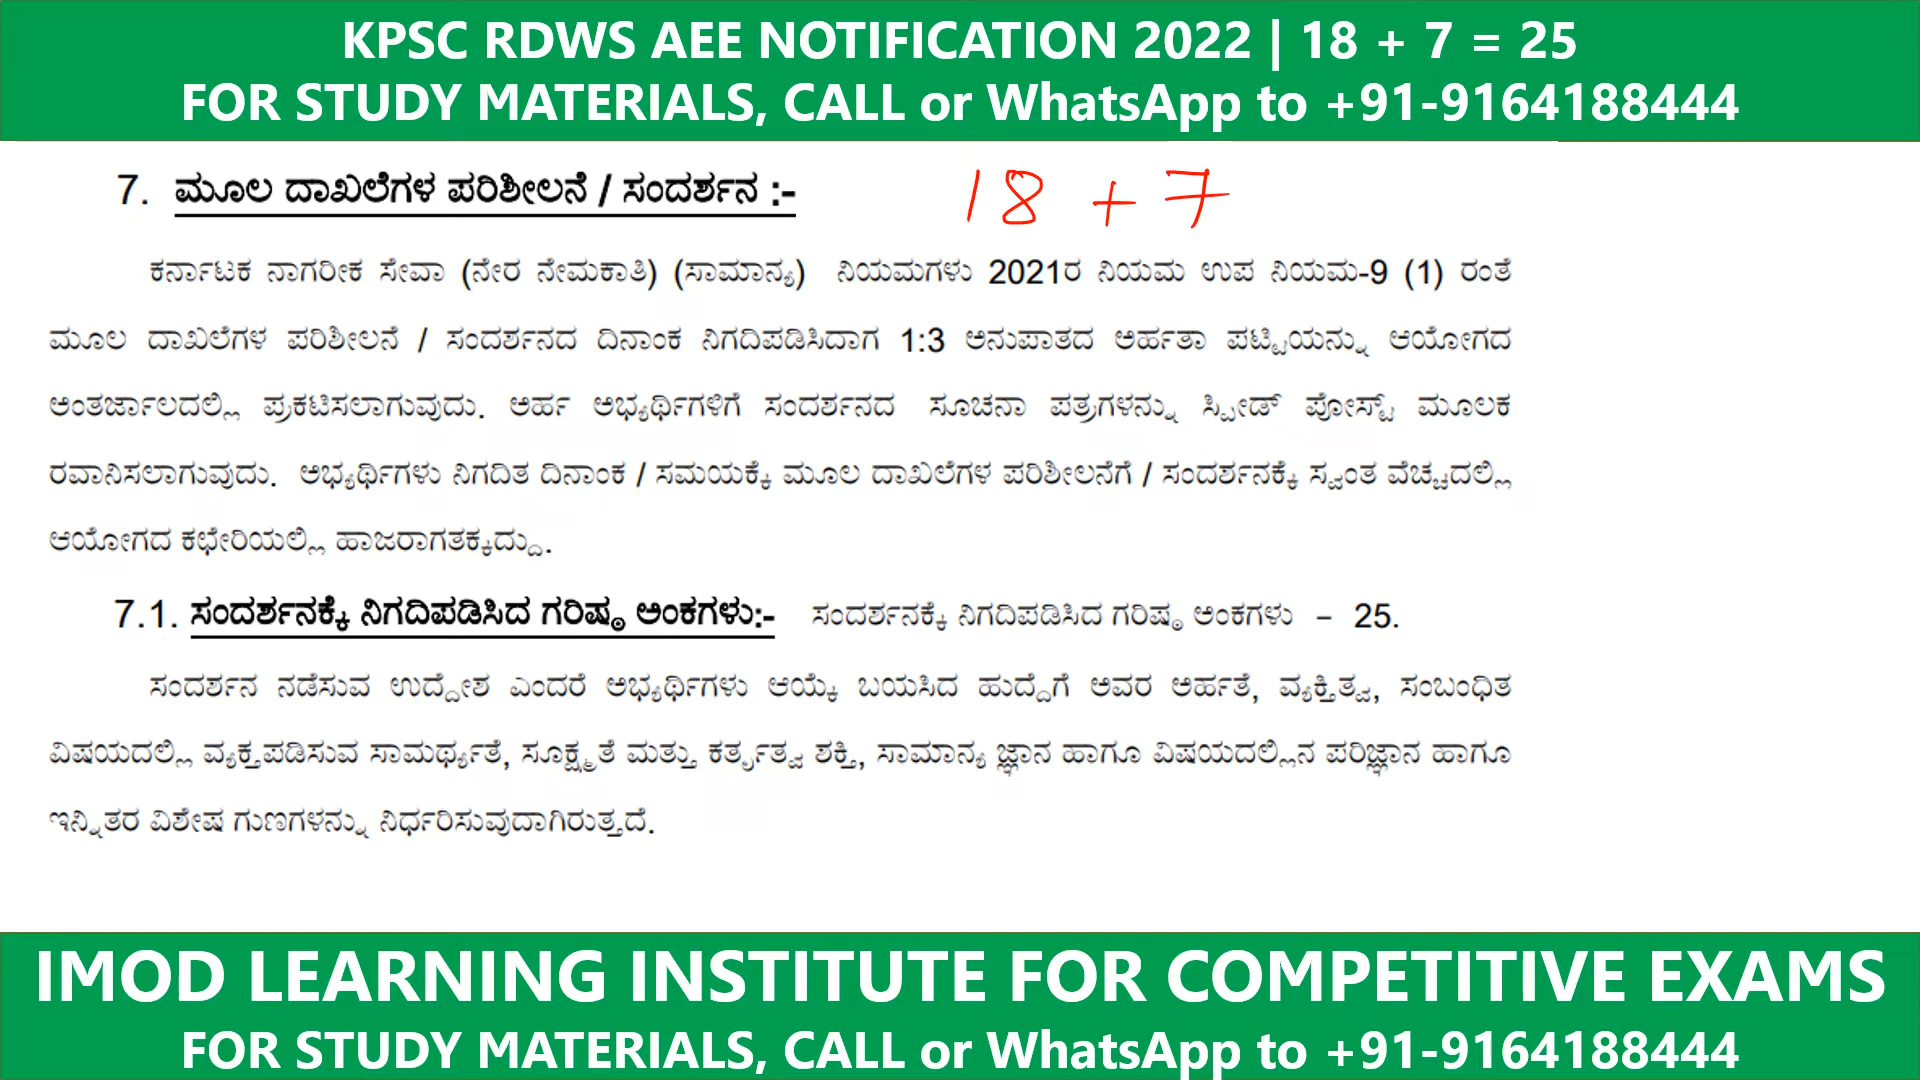 KPSC RDWS AEE NOTIFICATION 2022 | 18 + 7 = 25
FOR STUDY MATERIALS, CALL or WhatsApp to +91-9164188444
7. ಮೂಲ ದಾಖಲೆಗಳ ಪರಿಶೀಲನೆ / ಸಂದರ್ಶನ :-
18 + 7
ಕರ್ನಾಟಕ ನಾಗರೀಕ ಸೇವಾ (ನೇರ ನೇಮಕಾತಿ) (ಸಾಮಾನ್ಯ) ನಿಯಮಗಳು 2021ರ ನಿಯಮ ಉಪ ನಿಯಮ-9 (1) ರಂತೆ
ಮೂಲ ದಾಖಲೆಗಳ ಪರಿಶೀಲನೆ / ಸಂದರ್ಶನದ ದಿನಾಂಕ ನಿಗದಿಪಡಿಸಿದಾಗ 1:3 ಅನುಪಾತದ ಅರ್ಹತಾ ಪಟ್ಟಿಯನ್ನು ಆಯೋಗದ
ಅಂತರ್ಜಾಲದಲ್ಲಿ ಪ್ರಕಟಿಸಲಾಗುವುದು. ಅರ್ಹ ಅಭ್ಯರ್ಥಿಗಳಿಗೆ ಸಂದರ್ಶನದ ಸೂಚನಾ ಪತ್ರಗಳನ್ನು ಸ್ಪೀಡ್ ಪೋಸ್ಟ್ ಮೂಲಕ
ರವಾನಿಸಲಾಗುವುದು. ಅಭ್ಯರ್ಥಿಗಳು ನಿಗದಿತ ದಿನಾಂಕ / ಸಮಯಕ್ಕೆ ಮೂಲ ದಾಖಲೆಗಳ ಪರಿಶೀಲನೆಗೆ / ಸಂದರ್ಶನಕ್ಕೆ ಸ್ವಂತ ವೆಚ್ಚದಲ್ಲಿ
ಆಯೋಗದ ಕಛೇರಿಯಲ್ಲಿ ಹಾಜರಾಗತಕ್ಕದ್ದು.
7.1. ಸಂದರ್ಶನಕ್ಕೆ ನಿಗದಿಪಡಿಸಿದ ಗರಿಷ್ಠ ಅಂಕಗಳು:- ಸಂದರ್ಶನಕ್ಕೆ ನಿಗದಿಪಡಿಸಿದ ಗರಿಷ್ಠ ಅಂಕಗಳು – 25.
ಸಂದರ್ಶನ ನಡೆಸುವ ಉದ್ದೇಶ ಎಂದರೆ ಅಭ್ಯರ್ಥಿಗಳು ಆಯ್ಕೆ ಬಯಸಿದ ಹುದ್ದೆಗೆ ಅವರ ಅರ್ಹತೆ, ವ್ಯಕ್ತಿತ್ವ, ಸಂಬಂಧಿತ
ವಿಷಯದಲ್ಲಿ ವ್ಯಕ್ತಪಡಿಸುವ ಸಾಮರ್ಥ್ಯತೆ, ಸೂಕ್ಷ್ಮತೆ ಮತ್ತು ಕರ್ತೃತ್ವ ಶಕ್ತಿ, ಸಾಮಾನ್ಯ ಜ್ಞಾನ ಹಾಗೂ ವಿಷಯದಲ್ಲಿನ ಪರಿಜ್ಞಾನ ಹಾಗೂ
ಇನ್ನಿತರ ವಿಶೇಷ ಗುಣಗಳನ್ನು ನಿರ್ಧರಿಸುವುದಾಗಿರುತ್ತದೆ.
IMOD LEARNING INSTITUTE FOR COMPETITIVE EXAMS
FOR STUDY MATERIALS, CALL or WhatsApp to +91-9164188444